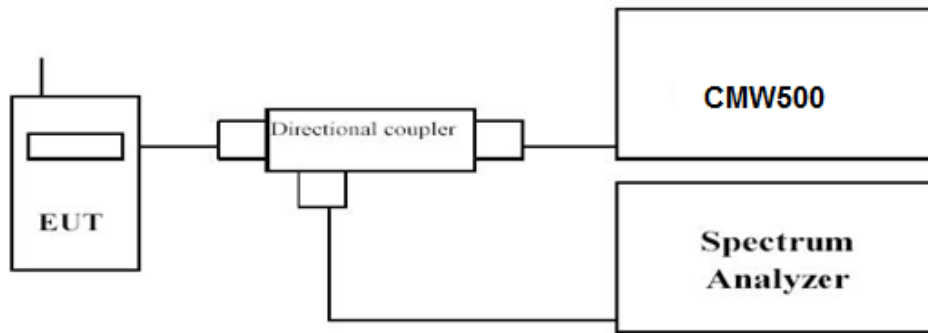 CMW500
Directional coupler
EUT
Spectrum
Analyzer